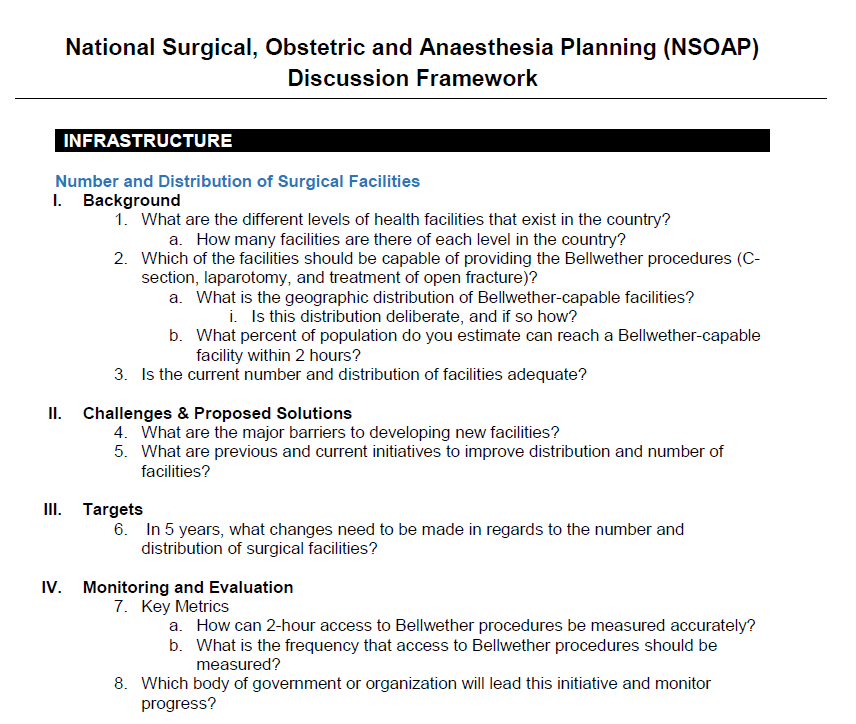 National Surgical, Obstetric and Anaesthesia Planning (NSOAP)
Discussion Framework
INFRASTRUCTURE
Number and Distribution of Surgical Facilities
I. Background
1. What are the different levels of health facilities that exist in the country?
a. How many facilities are there of each level in the country?
2. Which of the facilities should be capable of providing the Bellwether procedures (C-
section, laparotomy, and treatment of open fracture)?
a. What is the geographic distribution of Bellwether-capable facilities?
i. Is this distribution deliberate, and if so how?
b. What percent of population do you estimate can reach a Bellwether-capable
facility within 2 hours?
3. Is the current number and distribution of facilities adequate?
II. Challenges & Proposed Solutions
4. What are the major barriers to developing new facilities?
5. What are previous and current initiatives to improve distribution and number of
facilities?
III. Targets
6. In 5 years, what changes need to be made in regards to the number and
distribution of surgical facilities?
IV. Monitoring and Evaluation
7. Key Metrics
a. How can 2-hour access to Bellwether procedures be measured accurately?
b. What is the frequency that access to Bellwether procedures should be
measured?
8. Which body of government or organization will lead this initiative and monitor
progress?